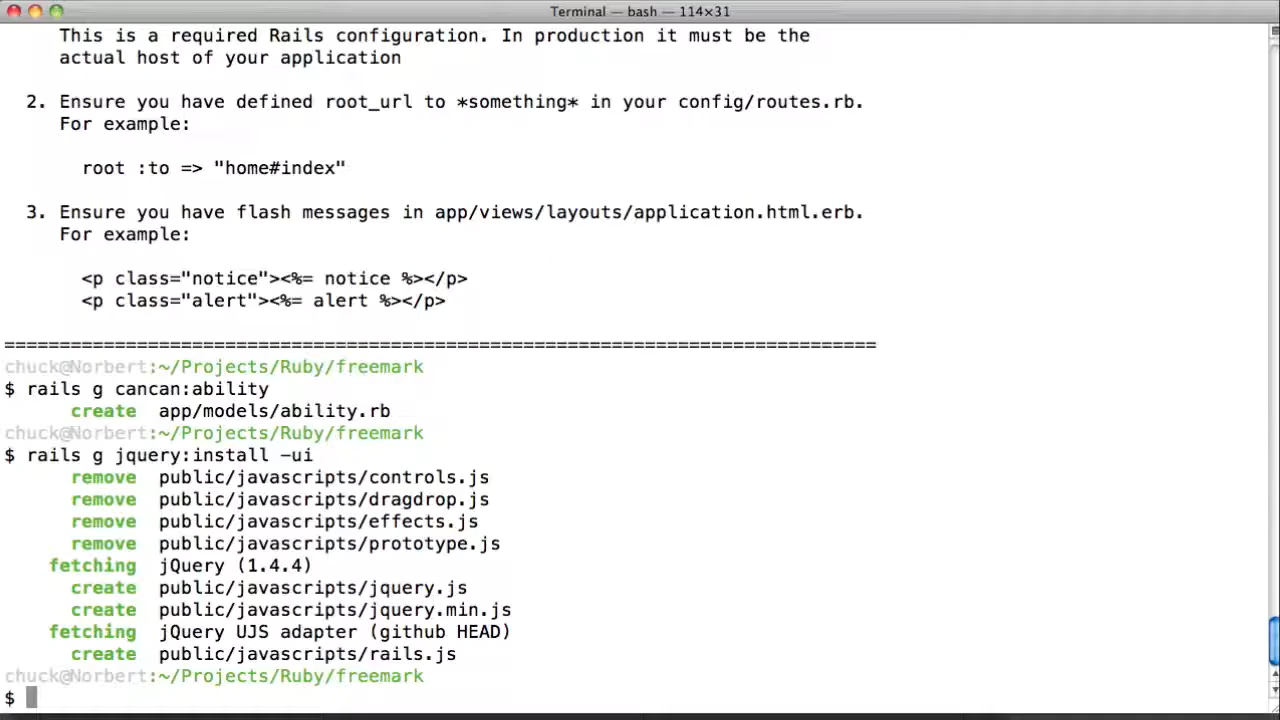 Terminal — bash — 114×31
This is a required Rails configuration. In production it must be the
actual host of your application
2. Ensure you have defined root_url to *something* in your config/routes.rb.
For example:
root :to => "home#index"
3. Ensure you have flash messages in app/views/layouts/application.html.erb.
For example:
<p class="notice"><%= notice %></p>
<p class="alert"><%= alert %></p>
===============================================================================
chuck@Norbert:~/Projects/Ruby/freemark
$ rails g cancan:ability
create app/models/ability.rb
chuck@Norbert:~/Projects/Ruby/freemark
$ rails g jquery:install -ui
remove public/javascripts/controls.js
remove public/javascripts/dragdrop.js
remove public/javascripts/effects.js
remove public/javascripts/prototype.js
fetching jQuery (1.4.4)
create public/javascripts/jquery.js
create public/javascripts/jquery.min.js
fetching jQuery UJS adapter (github HEAD)
create public/javascripts/rails.js
chuck@Norbert:~/Projects/Ruby/freemark
$